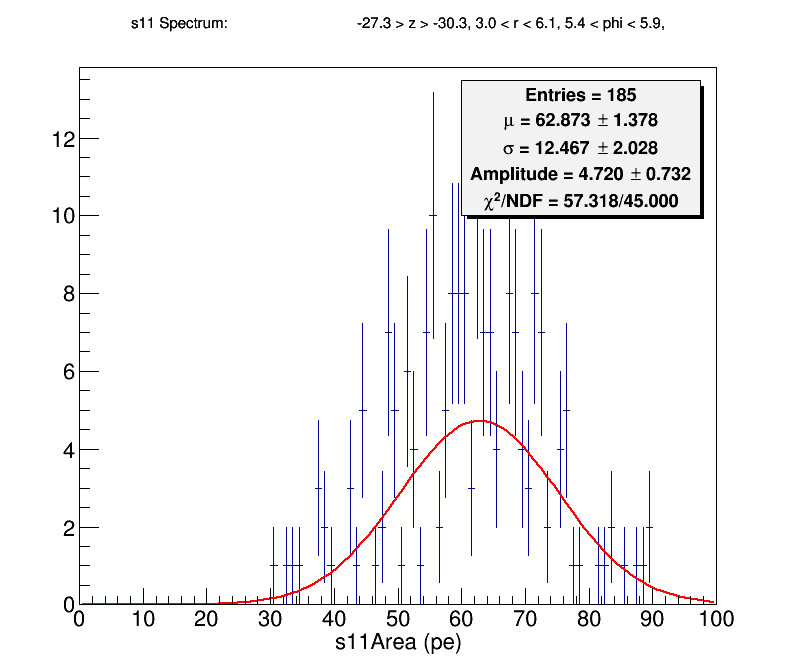 s11 Spectrum: -27.3 > z > -30.3, 3.0 < r < 6.1, 5.4 < phi < 5.9,
Entries = 185
μ = 62.873 ± 1.378
σ = 12.467 ± 2.028
Amplitude = 4.720 ± 0.732
χ²/NDF = 57.318/45.000
12
10
8
6
4
2
0
0 10 20 30 40 50 60 70 80 90 100
s11Area (pe)